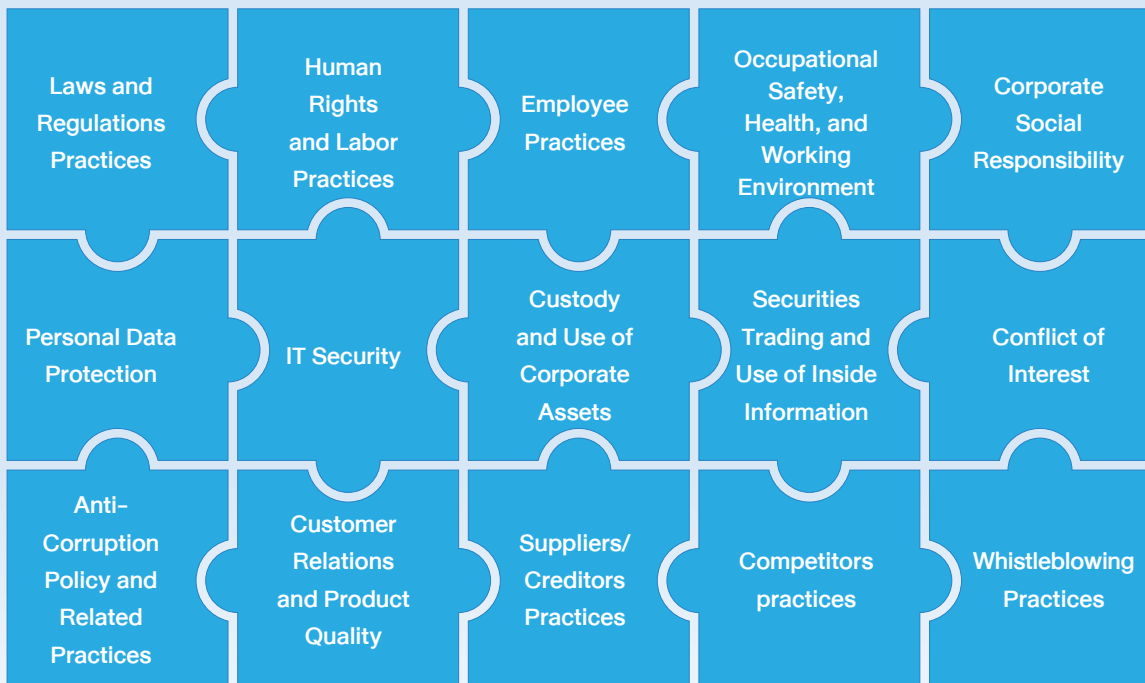 Laws and
Regulations
Practices
Human
Rights
and Labor
Practices
Employee
Practices
Occupational
Safety,
Health, and
Working
Environment
Corporate
Social
Responsibility
Personal Data
Protection
IT Security
Custody
and Use of
Corporate
Assets
Securities
Trading and
Use of Inside
Information
Conflict of
Interest
Anti-
Corruption
Policy and
Related
Practices
Customer
Relations
and Product
Quality
Suppliers/
Creditors
Practices
Competitors
practices
Whistleblowing
Practices